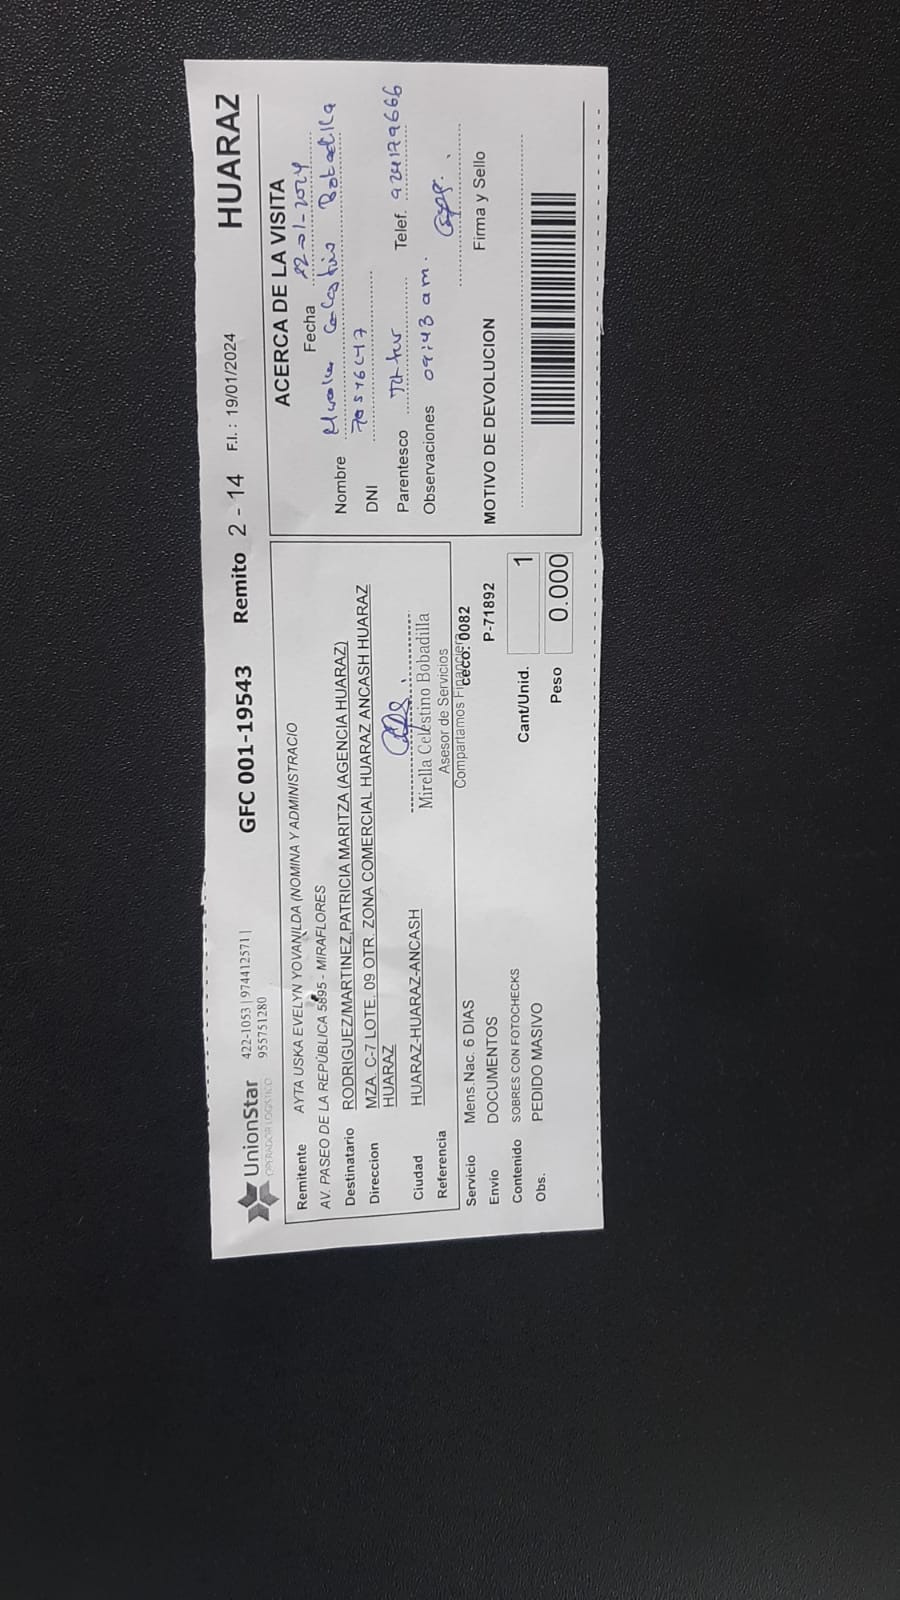 UnionStar
OPERADOR LOGISTICO
422-1053 | 974412571 |
955751280
GFC 001-19543
Remito 2 - 14
F.I. : 19/01/2024
HUARAZ
Remitente AYTA USKA EVELYN YOVANILDA (NOMINA Y ADMINISTRACIO
AV. PASEO DE LA REPÚBLICA 5895 - MIRAFLORES
Destinatario RODRIGUEZ/MARTINEZ,PATRICIA MARITZA (AGENCIA HUARAZ)
Direccion MZA. C-7 LOTE. 09 OTR. ZONA COMERCIAL HUARAZ ANCASH HUARAZ
HUARAZ
Ciudad HUARAZ-HUARAZ-ANCASH
Referencia
Mirella Celestino Bobadilla
Asesor de Servicios
Compartamos Financiera
Servicio Mens.Nac. 6 DIAS
ceco: 0082
Envio DOCUMENTOS
P-71892
Contenido SOBRES CON FOTOCHECKS
Cant/Unid. 1
Obs. PEDIDO MASIVO
Peso 0.000
ACERCA DE LA VISITA
Fecha 22-01-2024
Nombre Mirella Celestino Bobadilla
DNI
Parentesco Titular Telef.
Observaciones 09:43 am.
Firma y Sello
MOTIVO DE DEVOLUCION